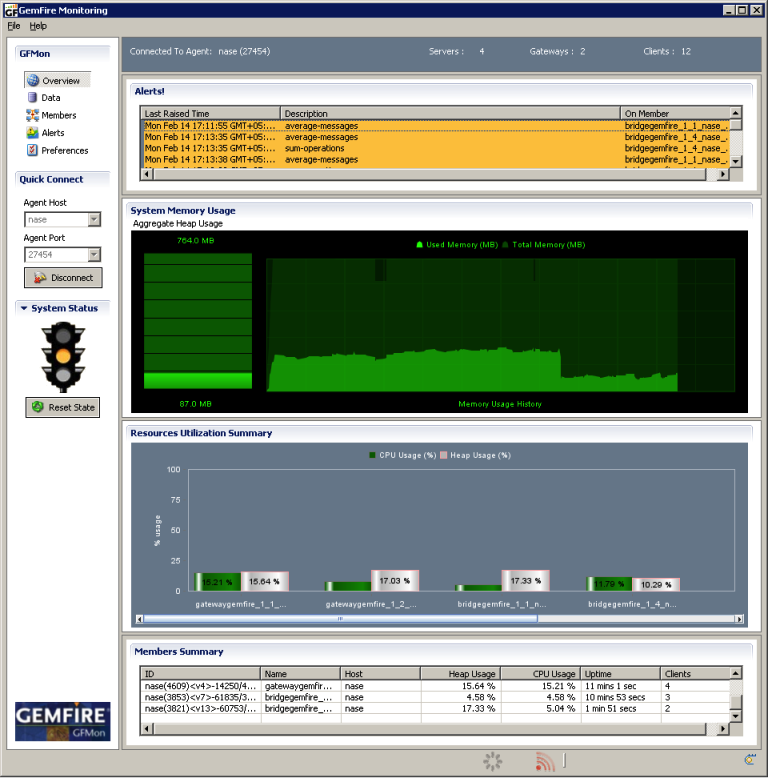 GemFire Monitoring
File Help
GFMon
Overview
Data
Members
Alerts
Preferences
Quick Connect
Agent Host
nase
Agent Port
27454
Disconnect
System Status
Reset State
GEMFIRE
GFMon
Connected To Agent: nase (27454) Servers : 4 Gateways : 2 Clients : 12
Alerts!
Last Raised Time Description On Member
Mon Feb 14 17:11:55 GMT+05:... average-messages bridgegemfire_1_1_nase_...
Mon Feb 14 17:13:35 GMT+05:... average-messages bridgegemfire_1_4_nase_...
Mon Feb 14 17:13:35 GMT+05:... sum-operations bridgegemfire_1_4_nase_...
Mon Feb 14 17:13:38 GMT+05:... average-messages bridgegemfire_1_1_nase_...
System Memory Usage
Aggregate Heap Usage
764.0 MB
Used Memory (MB) Total Memory (MB)
87.0 MB
Memory Usage History
Resources Utilization Summary
CPU Usage (%) Heap Usage (%)
100
75
50
25
0
% usage
15.21 % 15.64 % 17.03 % 17.33 % 11.79 % 10.29 %
gatewaygemfire_1_1_... gatewaygemfire_1_2_... bridgegemfire_1_1_n... bridgegemfire_1_4_n...
Members Summary
ID Name Host Heap Usage CPU Usage Uptime Clients
nase(4609)<v4>-14250/4... gatewaygemfir... nase 15.64 % 15.21 % 11 mins 1 sec 4
nase(3853)<v7>-61835/3... bridgegemfire_... nase 4.58 % 4.58 % 10 mins 53 secs 3
nase(3821)<v13>-60753/... bridgegemfire_... nase 17.33 % 5.04 % 1 min 51 secs 2